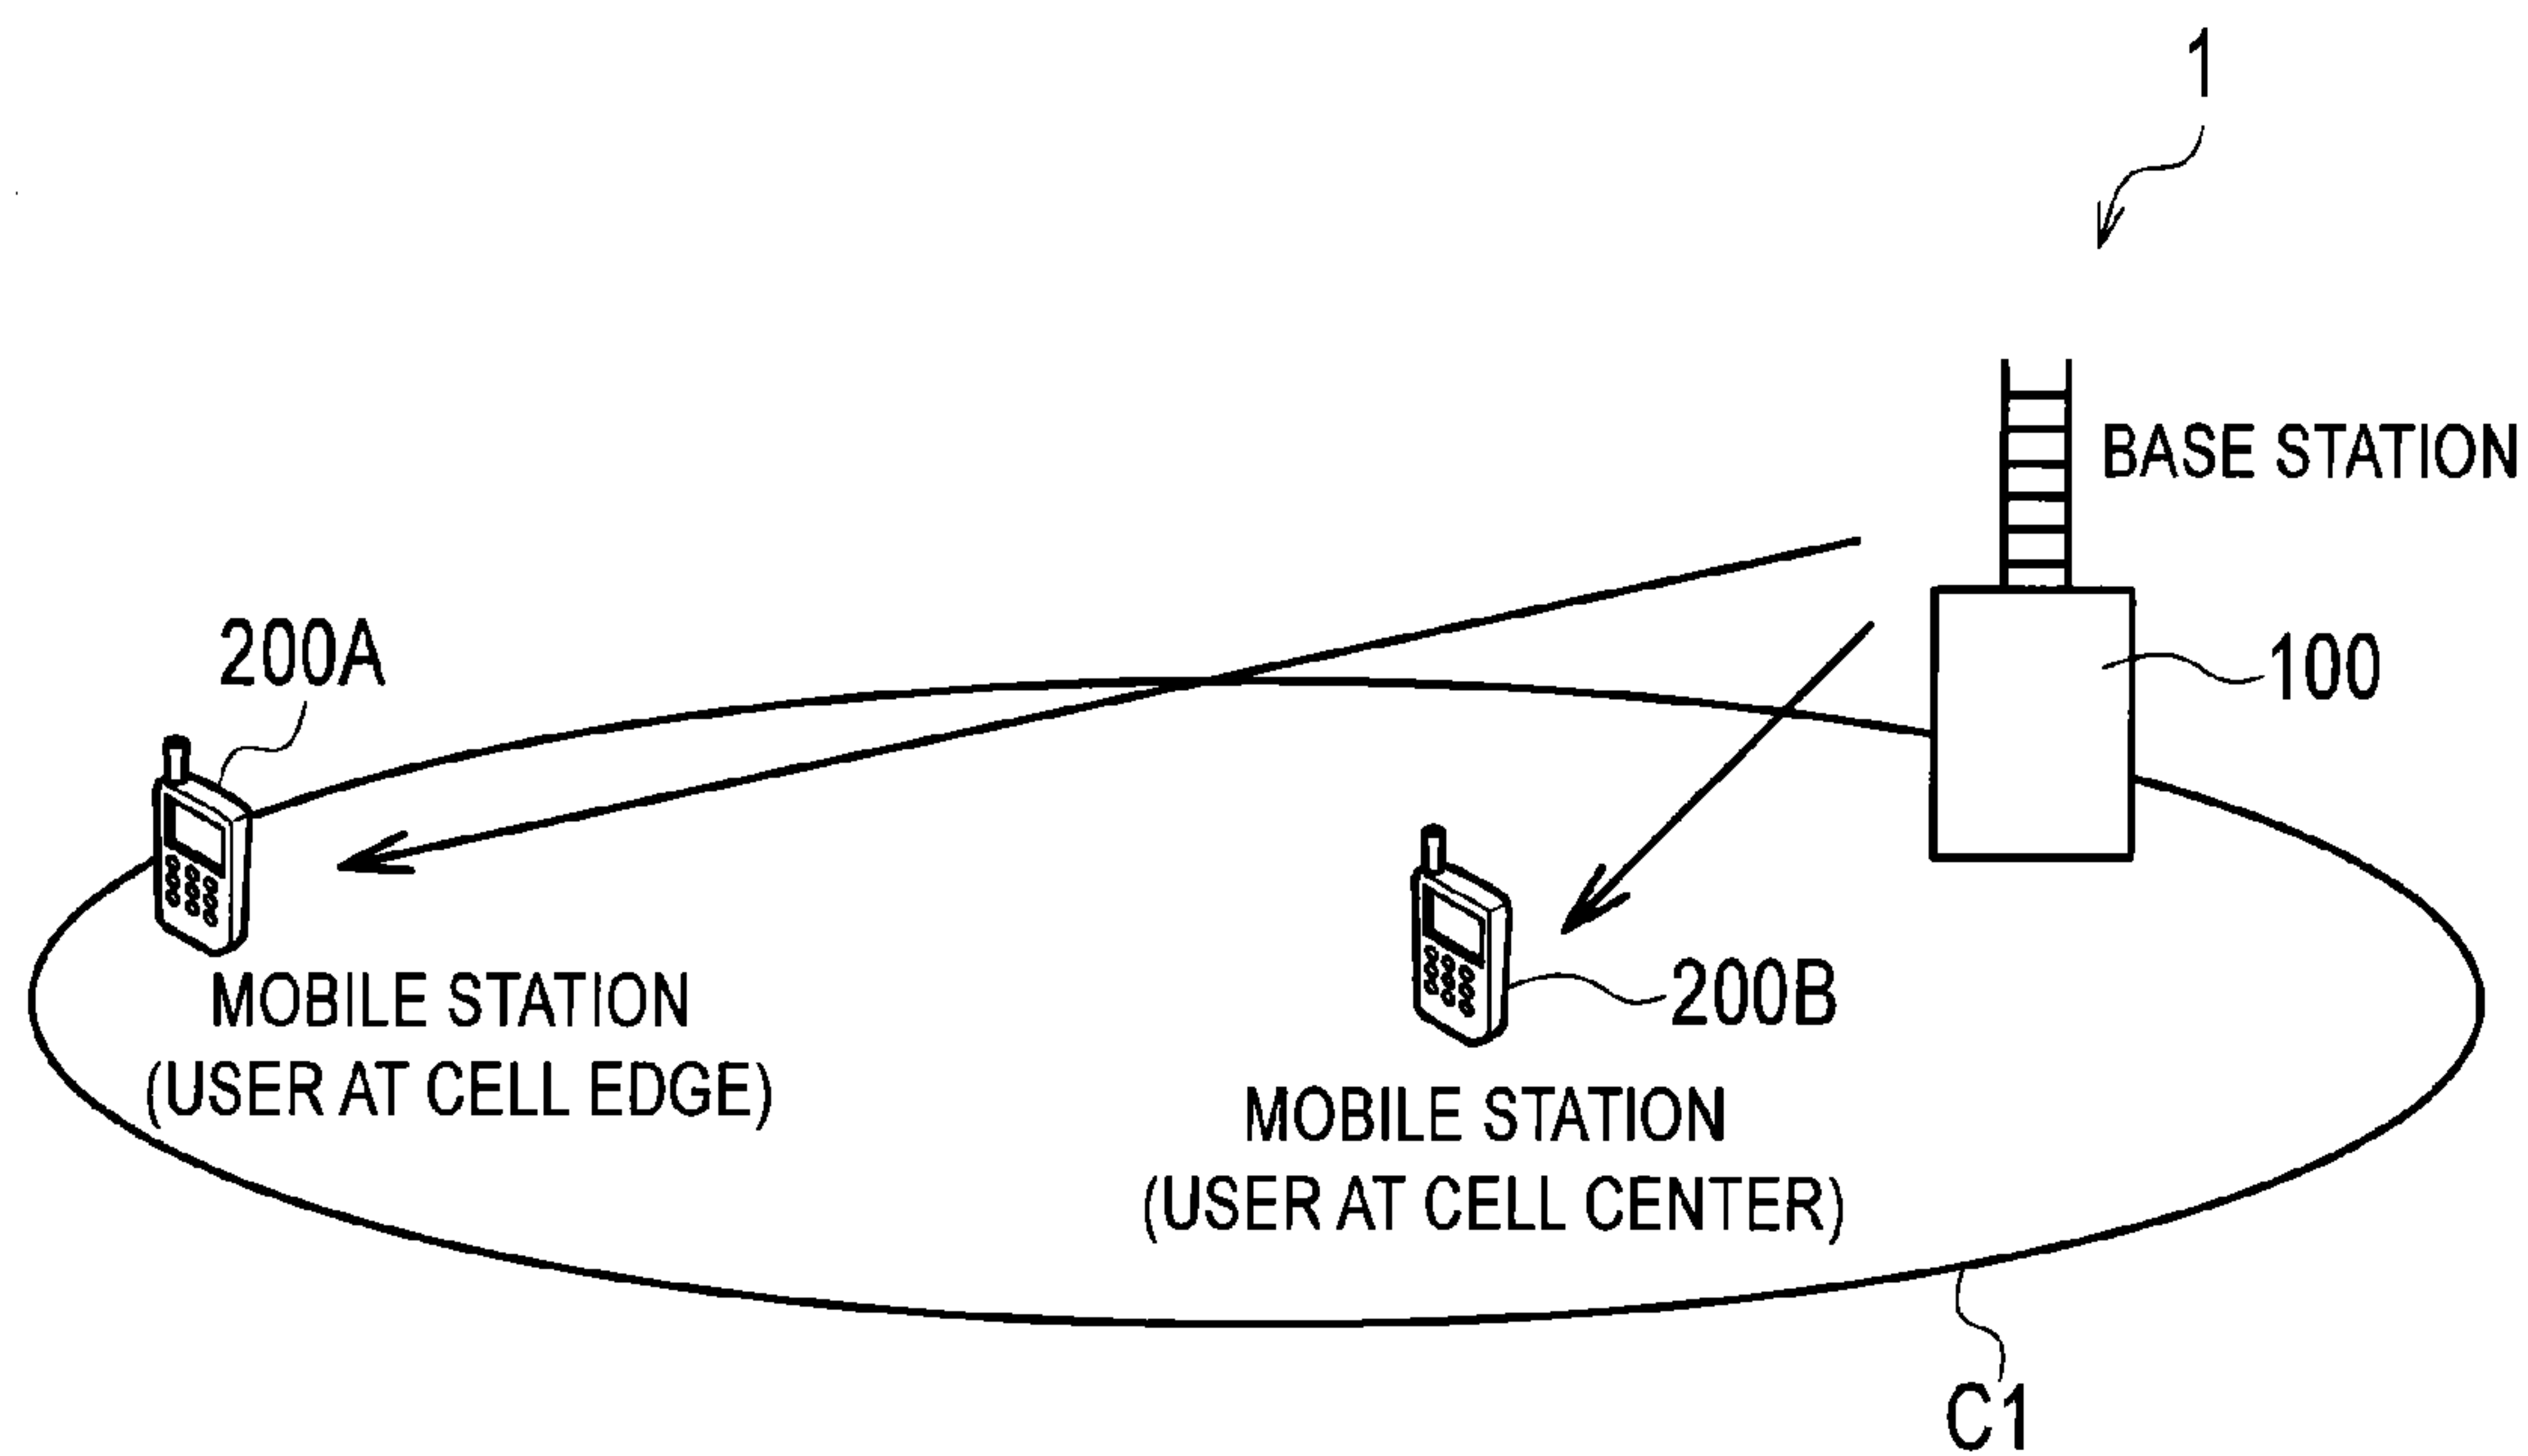 1
BASE STATION
200A
100
MOBILE STATION
(USER AT CELL EDGE)
200B
MOBILE STATION
(USER AT CELL CENTER)
C1